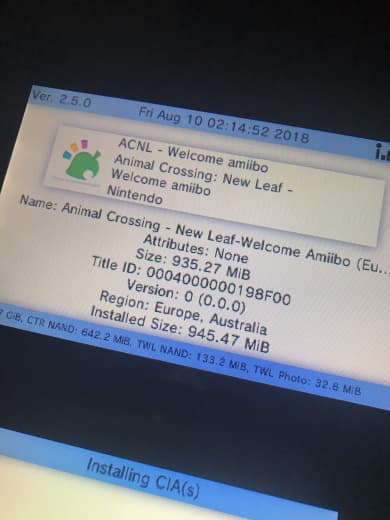 Ver. 2.5.0
Fri Aug 10 02:14:52 2018
ACNL - Welcome amiibo
Animal Crossing: New Leaf -
Welcome amiibo
Nintendo
Name: Animal Crossing - New Leaf-Welcome Amiibo (Eu...
Attributes: None
Size: 935.27 MiB
Title ID: 0004000000198F00
Version: 0 (0.0.0)
Region: Europe, Australia
Installed Size: 945.47 MiB
GiB, CTR NAND: 642.2 MiB, TWL NAND: 133.2 MiB, TWL Photo: 32.6 MiB
Installing CIA(s)